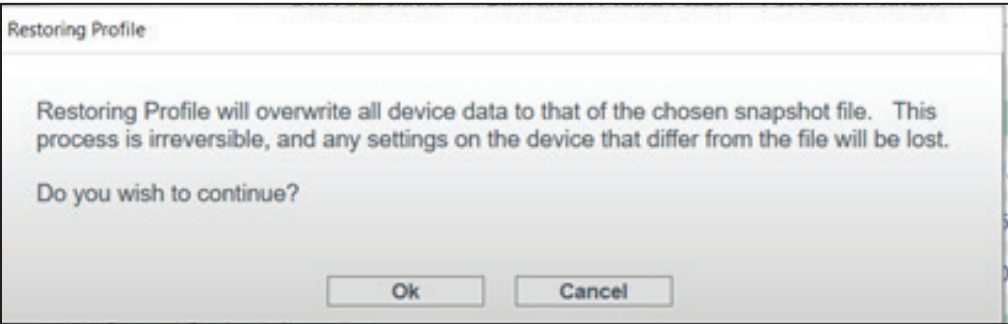 Restoring Profile
Restoring Profile will overwrite all device data to that of the chosen snapshot file.   This
process is irreversible, and any settings on the device that differ from the file will be lost.
Do you wish to continue?
Ok
Cancel